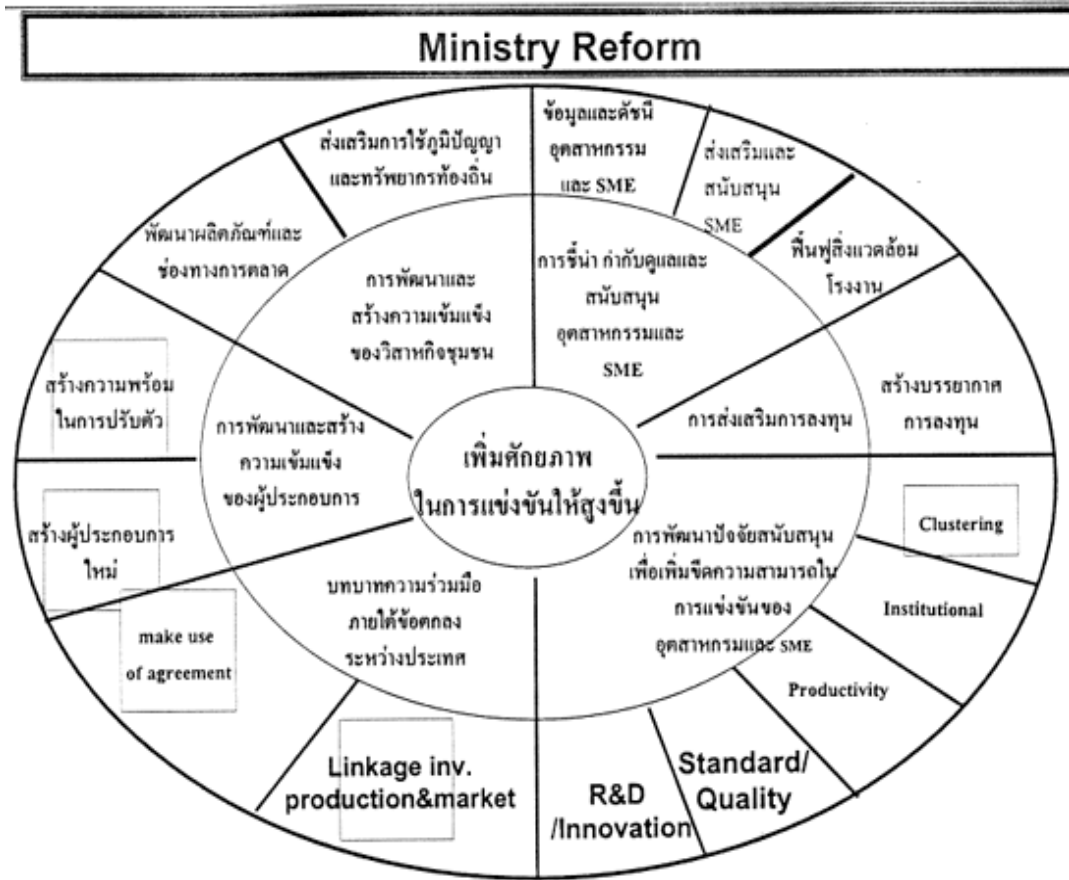 Ministry Reform
ข้อมูลและดัชนี
อุตสาหกรรม
และ SME
ส่งเสริมและ
สนับสนุน
SME
ฟื้นฟูสิ่งแวดล้อม
โรงงาน
สร้างบรรยากาศ
การลงทุน
Clustering
Institutional
Productivity
Standard/
Quality
R&D
/Innovation
Linkage inv.
production&market
make use
of agreement
สร้างผู้ประกอบการ
ใหม่
สร้างความพร้อม
ในการปรับตัว
พัฒนาผลิตภัณฑ์และ
ช่องทางการตลาด
ส่งเสริมการใช้ภูมิปัญญา
และทรัพยากรท้องถิ่น
การชี้นำ กำกับดูแลและ
สนับสนุน
อุตสาหกรรมและ
SME
การส่งเสริมการลงทุน
การพัฒนาปัจจัยสนับสนุน
เพื่อเพิ่มขีดความสามารถใน
การแข่งขันของ
อุตสาหกรมและ SME
บทบาทความร่วมมือ
ภายใต้ข้อตกลง
ระหว่างประเทศ
การพัฒนาและสร้าง
ความเข้มแข็ง
ของผู้ประกอบการ
การพัฒนาและ
สร้างความเข้มแข็ง
ของวิสาหกิจชุมชน
เพิ่มศักยภาพ
ในการแข่งขันให้สูงขึ้น